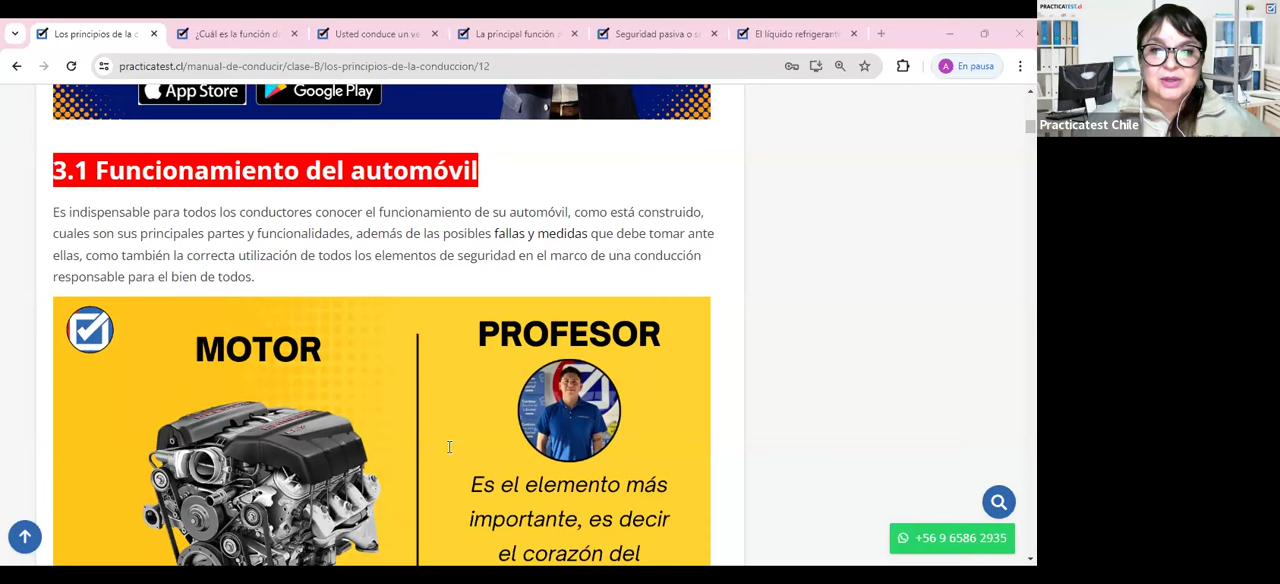 Los principios de la c
¿Cuál es la función d
Usted conduce un ve
La principal función
Seguridad pasiva o s
El líquido refrigerant
practicatest.cl/manual-de-conducir/clase-B/los-principios-de-la-conduccion/12
A En pausa
PRACTICATEST.cl
Practicatest Chile
App Store
Google Play
3.1 Funcionamiento del automóvil
Es indispensable para todos los conductores conocer el funcionamiento de su automóvil, como está construido,
cuales son sus principales partes y funcionalidades, además de las posibles fallas y medidas que debe tomar ante
ellas, como también la correcta utilización de todos los elementos de seguridad en el marco de una conducción
responsable para el bien de todos.
MOTOR
PROFESOR
Es el elemento más
importante, es decir
el corazón del
+56 9 6586 2935